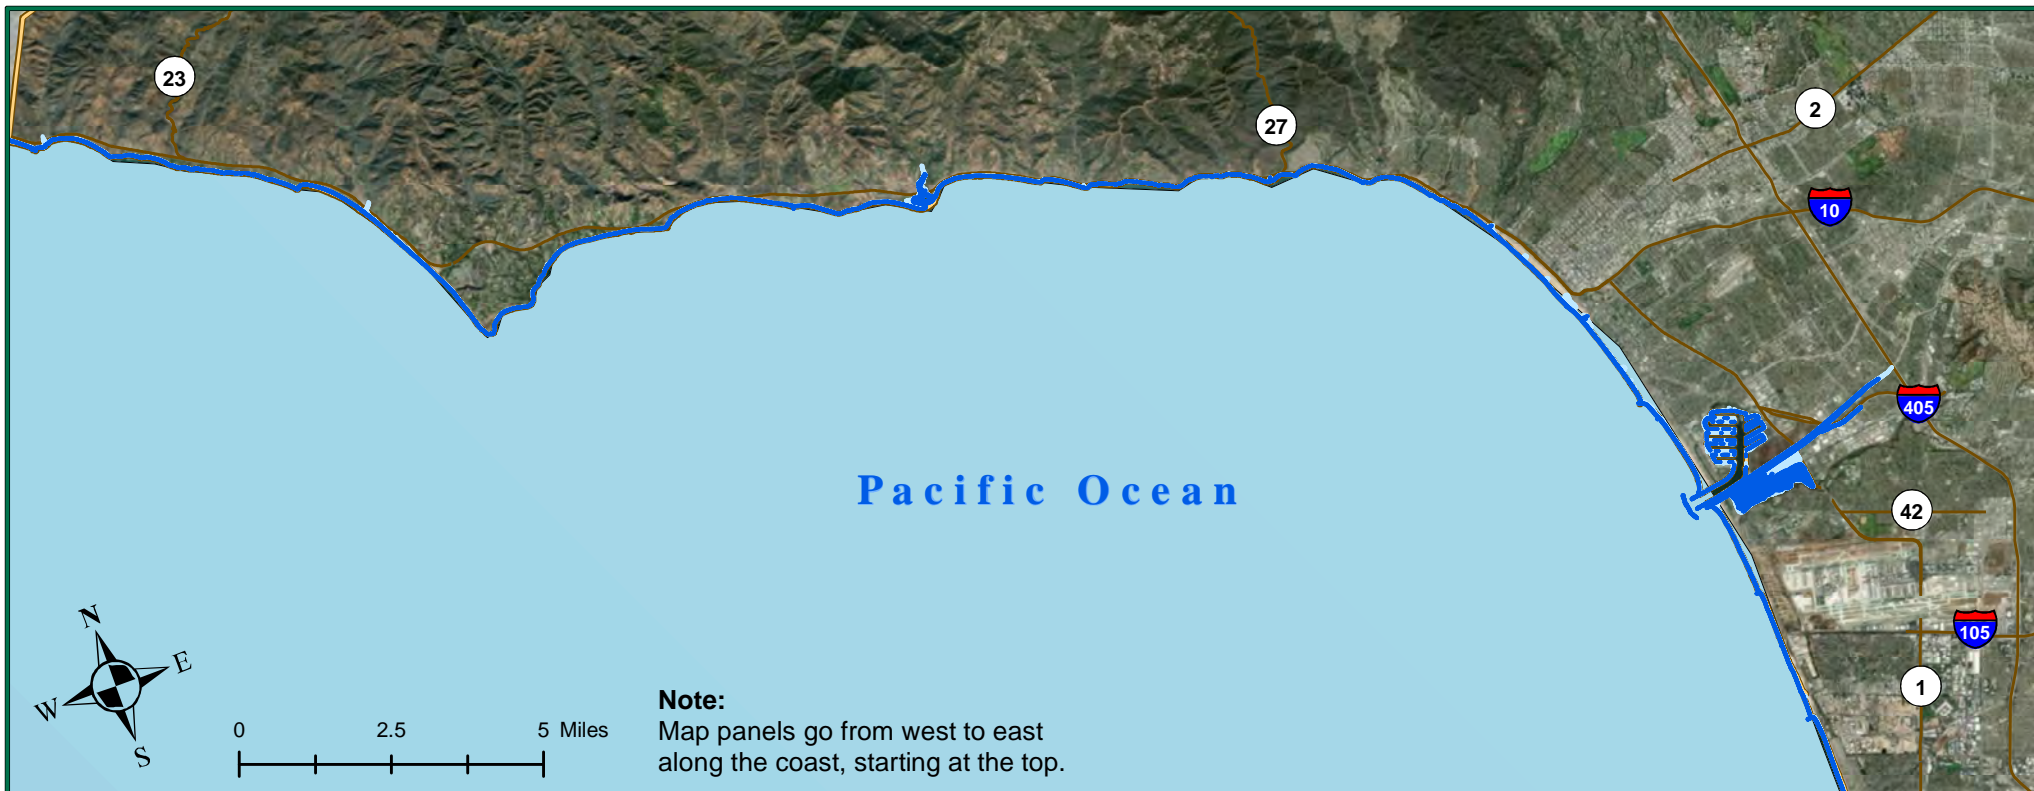 23
27
2
10
405
Pacific Ocean
42
105
1
N
E
W
S
0 2.5 5 Miles
Note:
Map panels go from west to east
along the coast, starting at the top.